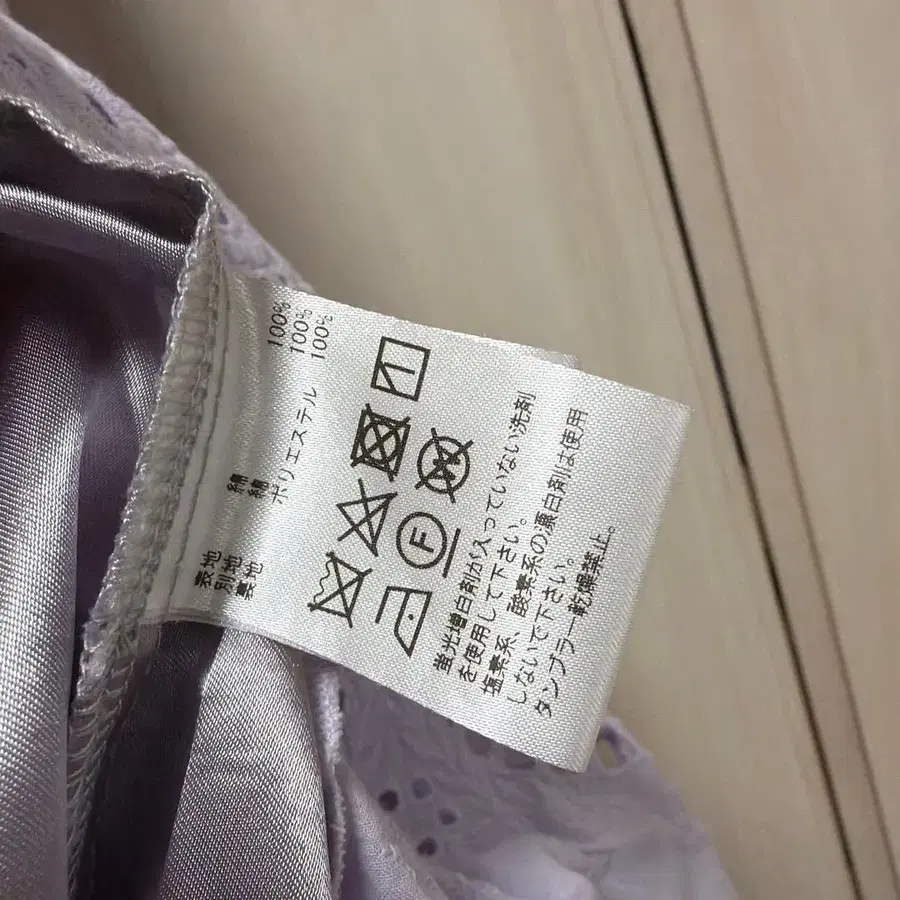 表地 綿 100%
別地 綿 100%
裏地 ポリエステル 100%
F W
蛍光増白剤が入っていない洗剤
を使用して下さい。
塩素系、酸素系の漂白剤は使用
しないで下さい。
タンブラー乾燥禁止。